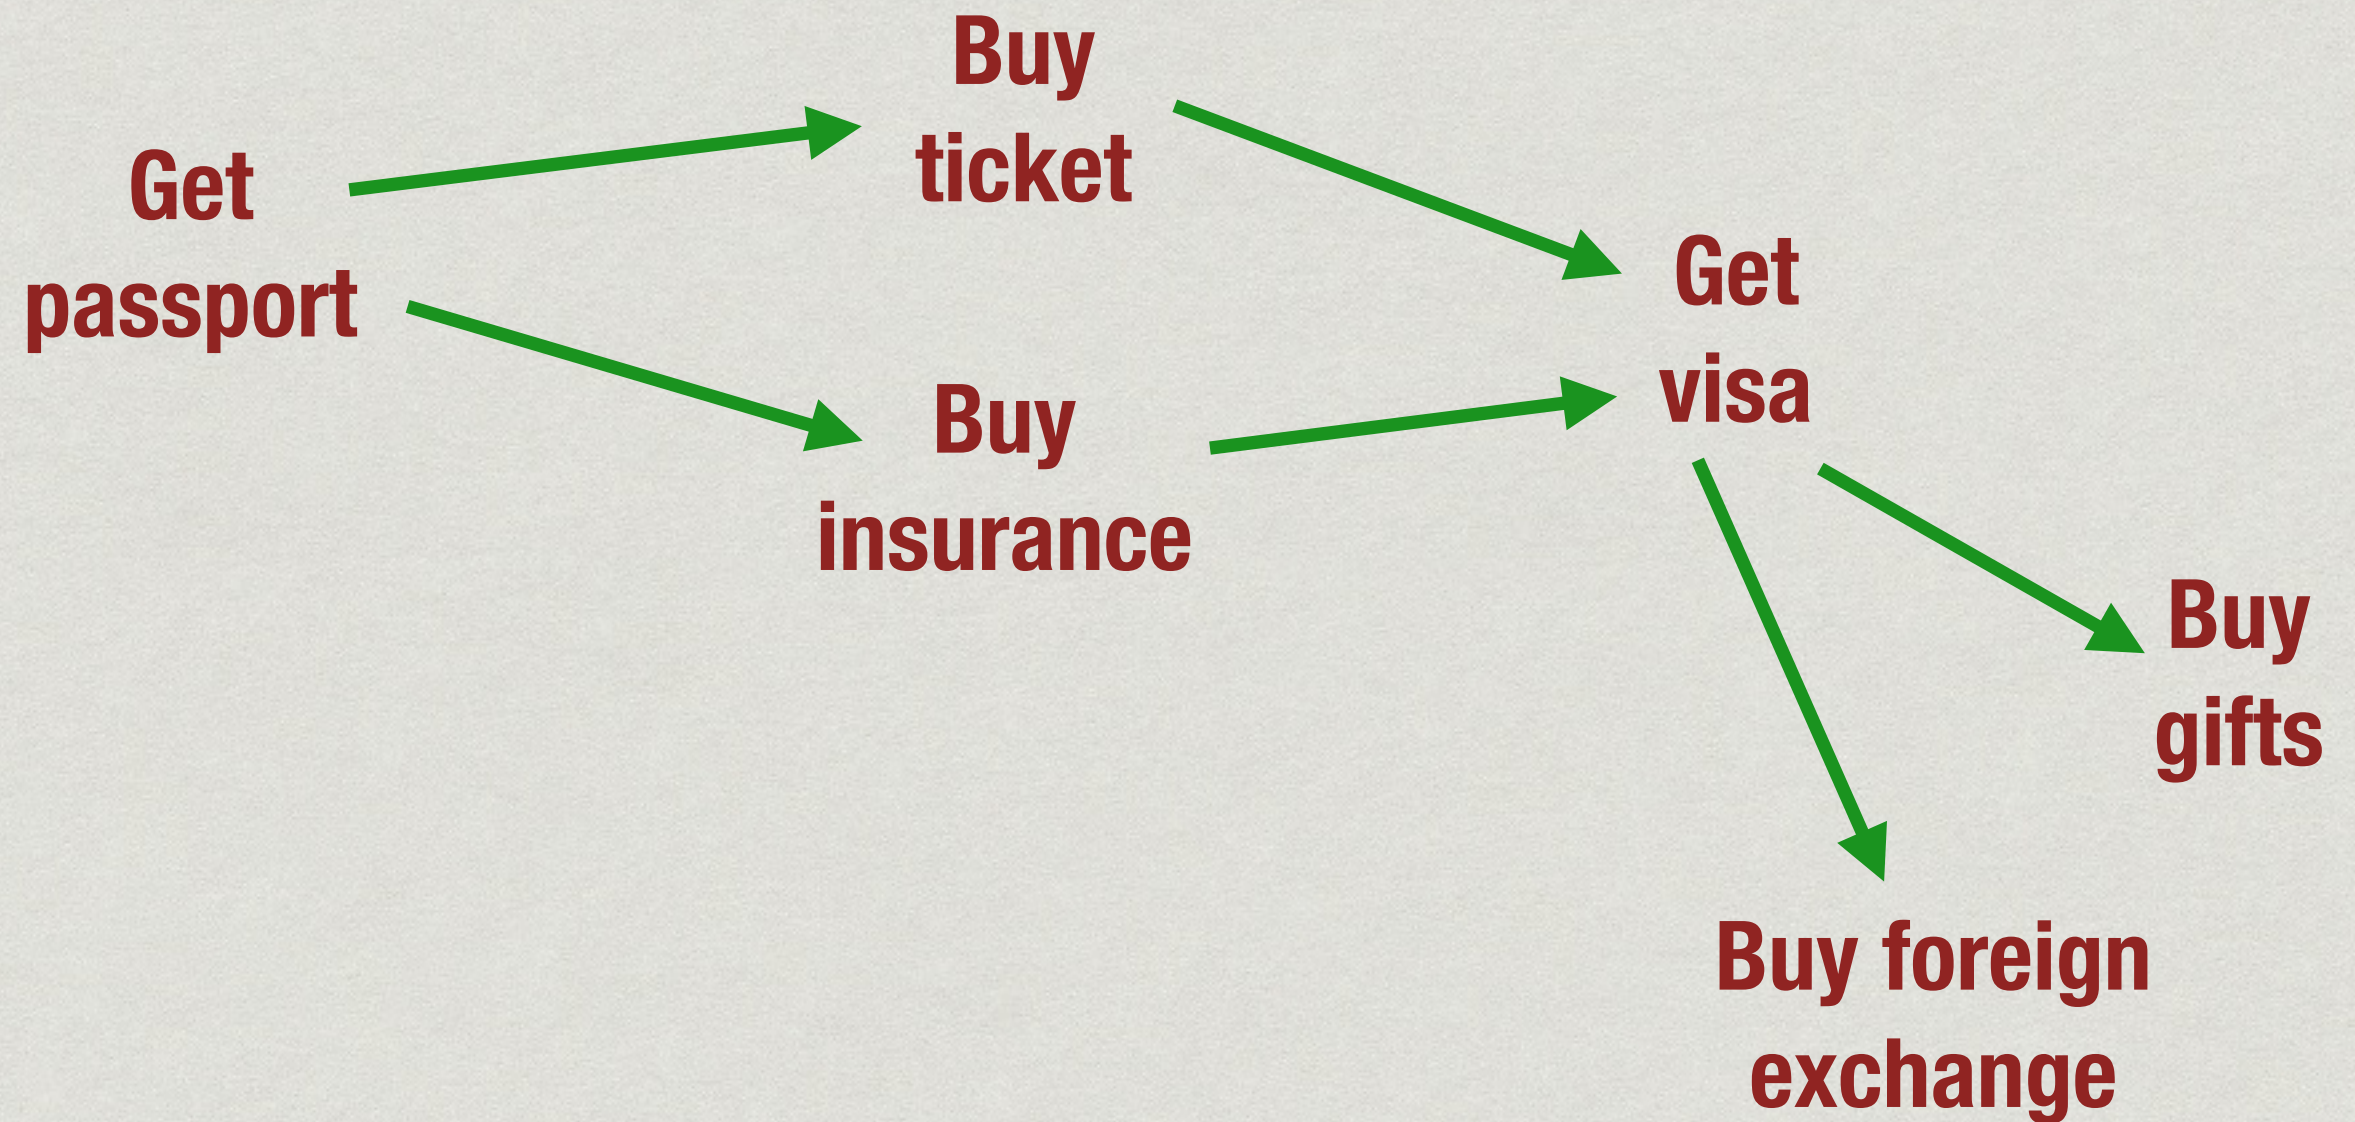 Get
passport
Buy
ticket
Buy
insurance
Get
visa
Buy
gifts
Buy foreign
exchange